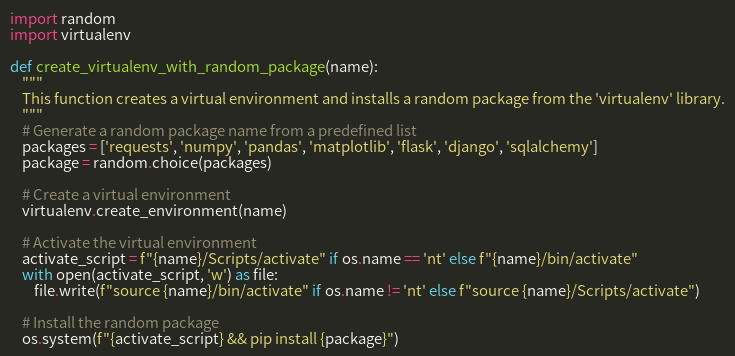 import random
import virtualenv
def create_virtualenv_with_random_package(name):
"""
This function creates a virtual environment and installs a random package from the 'virtualenv' library.
"""
# Generate a random package name from a predefined list
packages = ['requests', 'numpy', 'pandas', 'matplotlib', 'flask', 'django', 'sqlalchemy']
package = random.choice(packages)
# Create a virtual environment
virtualenv.create_environment(name)
# Activate the virtual environment
activate_script = f"{name}/Scripts/activate" if os.name == 'nt' else f"{name}/bin/activate"
with open(activate_script, 'w') as file:
file.write(f"source {name}/bin/activate" if os.name != 'nt' else f"source {name}/Scripts/activate")
# Install the random package
os.system(f"{activate_script} && pip install {package}")